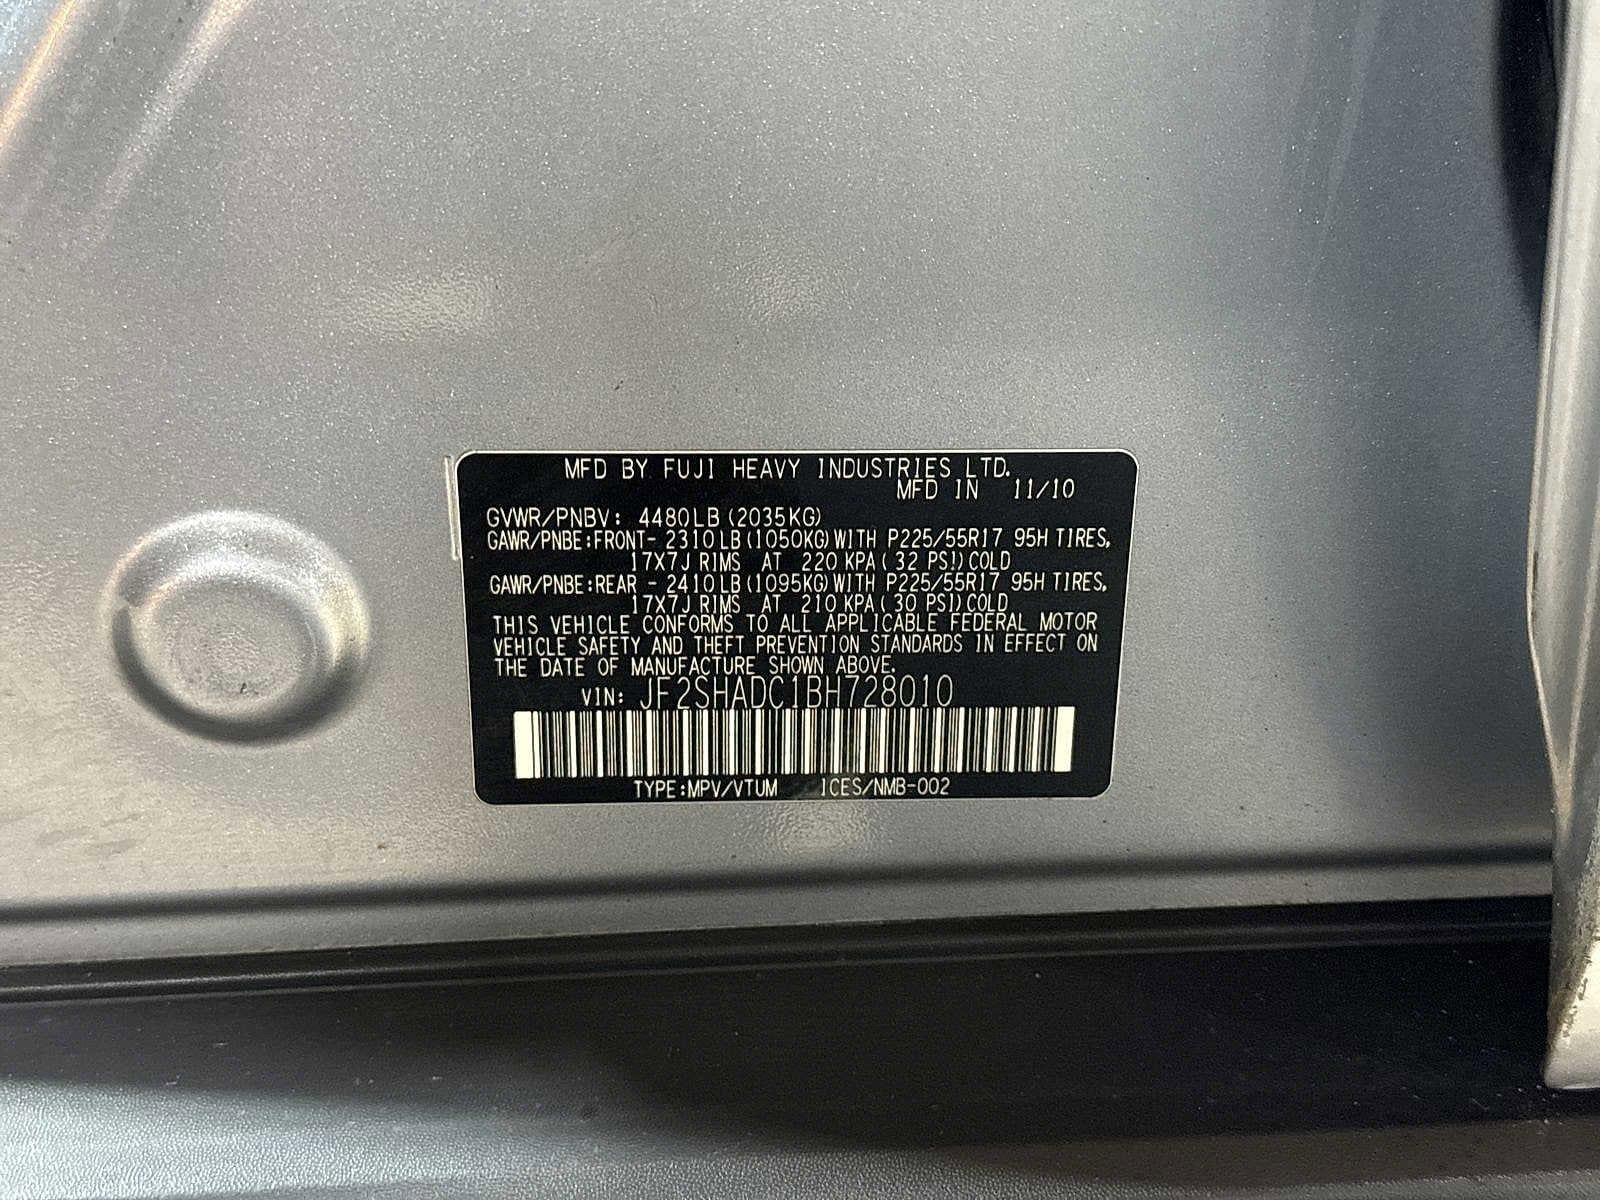 MFD BY FUJI HEAVY INDUSTRIES LTD.
MFD IN 11/10
GVWR/PNBV: 4480LB (2035KG)
GAWR/PNBE:FRONT- 2310LB (1050KG) WITH P225/55R17 95H TIRES,
17X7J RIMS AT 220 KPA ( 32 PSI) COLD
GAWR/PNBE:REAR - 2410LB (1095KG) WITH P225/55R17 95H TIRES,
17X7J RIMS AT 210 KPA ( 30 PSI) COLD
THIS VEHICLE CONFORMS TO ALL APPLICABLE FEDERAL MOTOR
VEHICLE SAFETY AND THEFT PREVENTION STANDARDS IN EFFECT ON
THE DATE OF MANUFACTURE SHOWN ABOVE.
VIN: JF2SHADC1BH728010
TYPE:MPV/VTUM ICES/NMB-002